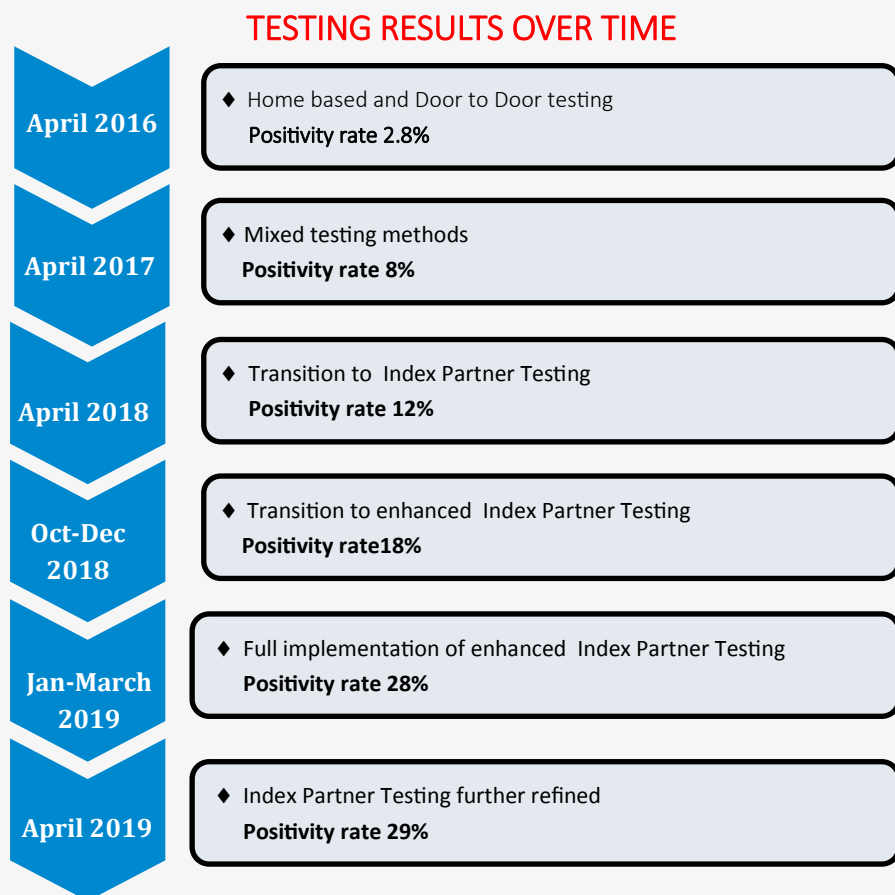 TESTING RESULTS OVER TIME
April 2016
♦ Home based and Door to Door testing
Positivity rate 2.8%
April 2017
♦ Mixed testing methods
Positivity rate 8%
April 2018
♦ Transition to Index Partner Testing
Positivity rate 12%
Oct-Dec
2018
♦ Transition to enhanced Index Partner Testing
Positivity rate18%
Jan-March
2019
♦ Full implementation of enhanced Index Partner Testing
Positivity rate 28%
April 2019
♦ Index Partner Testing further refined
Positivity rate 29%